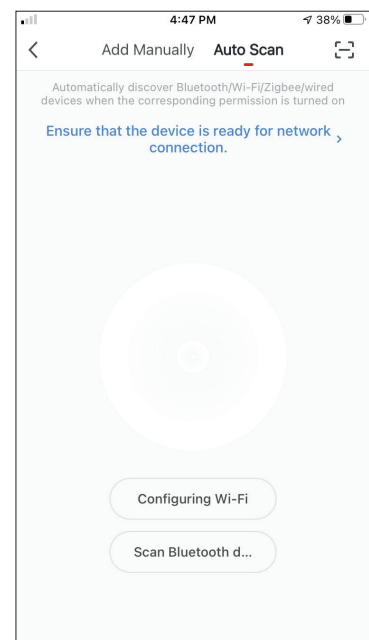 4:47 PM 38%
Add Manually Auto Scan
Automatically discover Bluetooth/Wi-Fi/Zigbee/wired
devices when the corresponding permission is turned on
Ensure that the device is ready for network
connection.
Configuring Wi-Fi
Scan Bluetooth d...